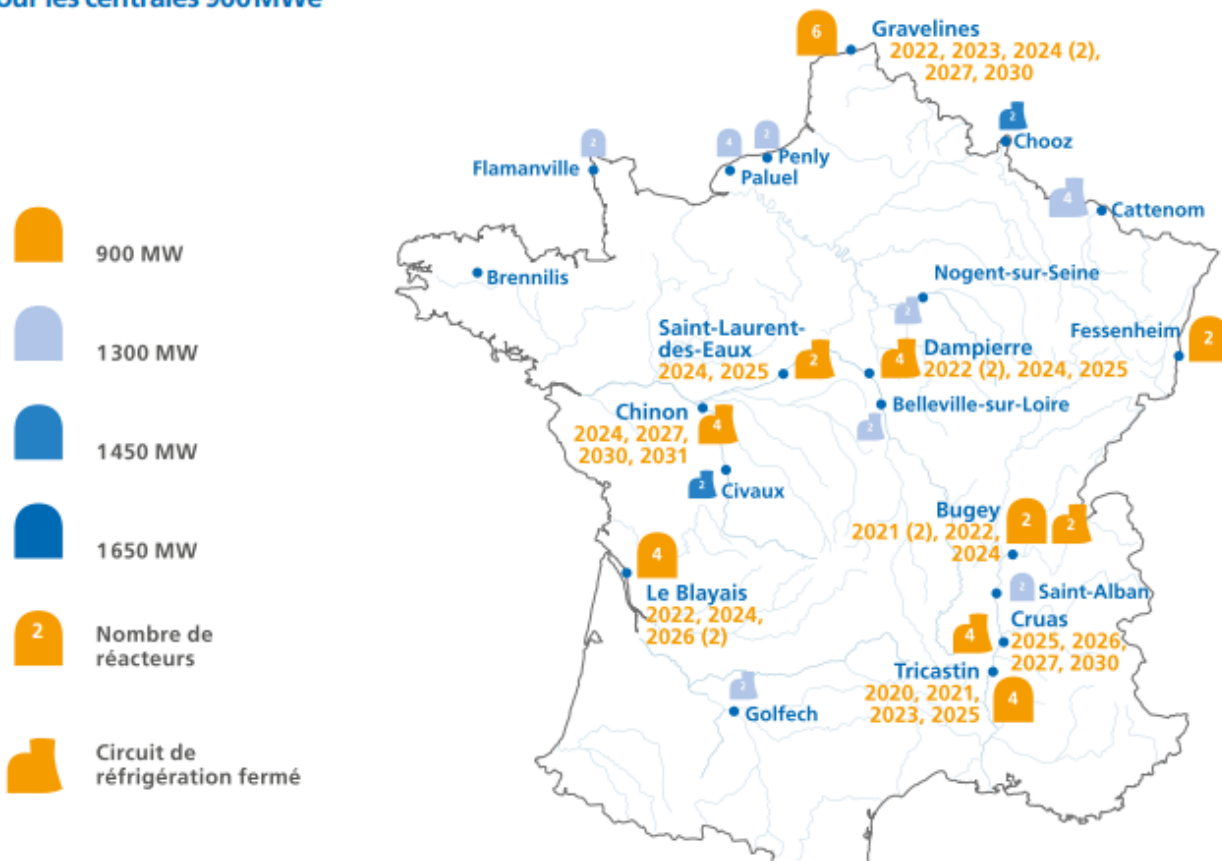 our les centrales 900MWe
6
Gravelines
2022, 2023, 2024 (2),
2027, 2030
2
Chooz
2
Flamanville
4
Paluel
2
Penly
4
Cattenom
900 MW
1300 MW
1450 MW
1650 MW
2
Nombre de
réacteurs
Circuit de
réfrigération fermé
Brennilis
Nogent-sur-Seine
2
Fessenheim
2
Saint-Laurent-
des-Eaux
2024, 2025
2
4
Dampierre
2022 (2), 2024, 2025
Belleville-sur-Loire
2
Chinon
2024, 2027,
2030, 2031
4
2
Civaux
Bugey
2021 (2), 2022,
2024
2
2
4
Le Blayais
2022, 2024,
2026 (2)
2
Saint-Alban
4
Cruas
2025, 2026,
2027, 2030
Tricastin
2020, 2021,
2023, 2025
4
2
Golfech